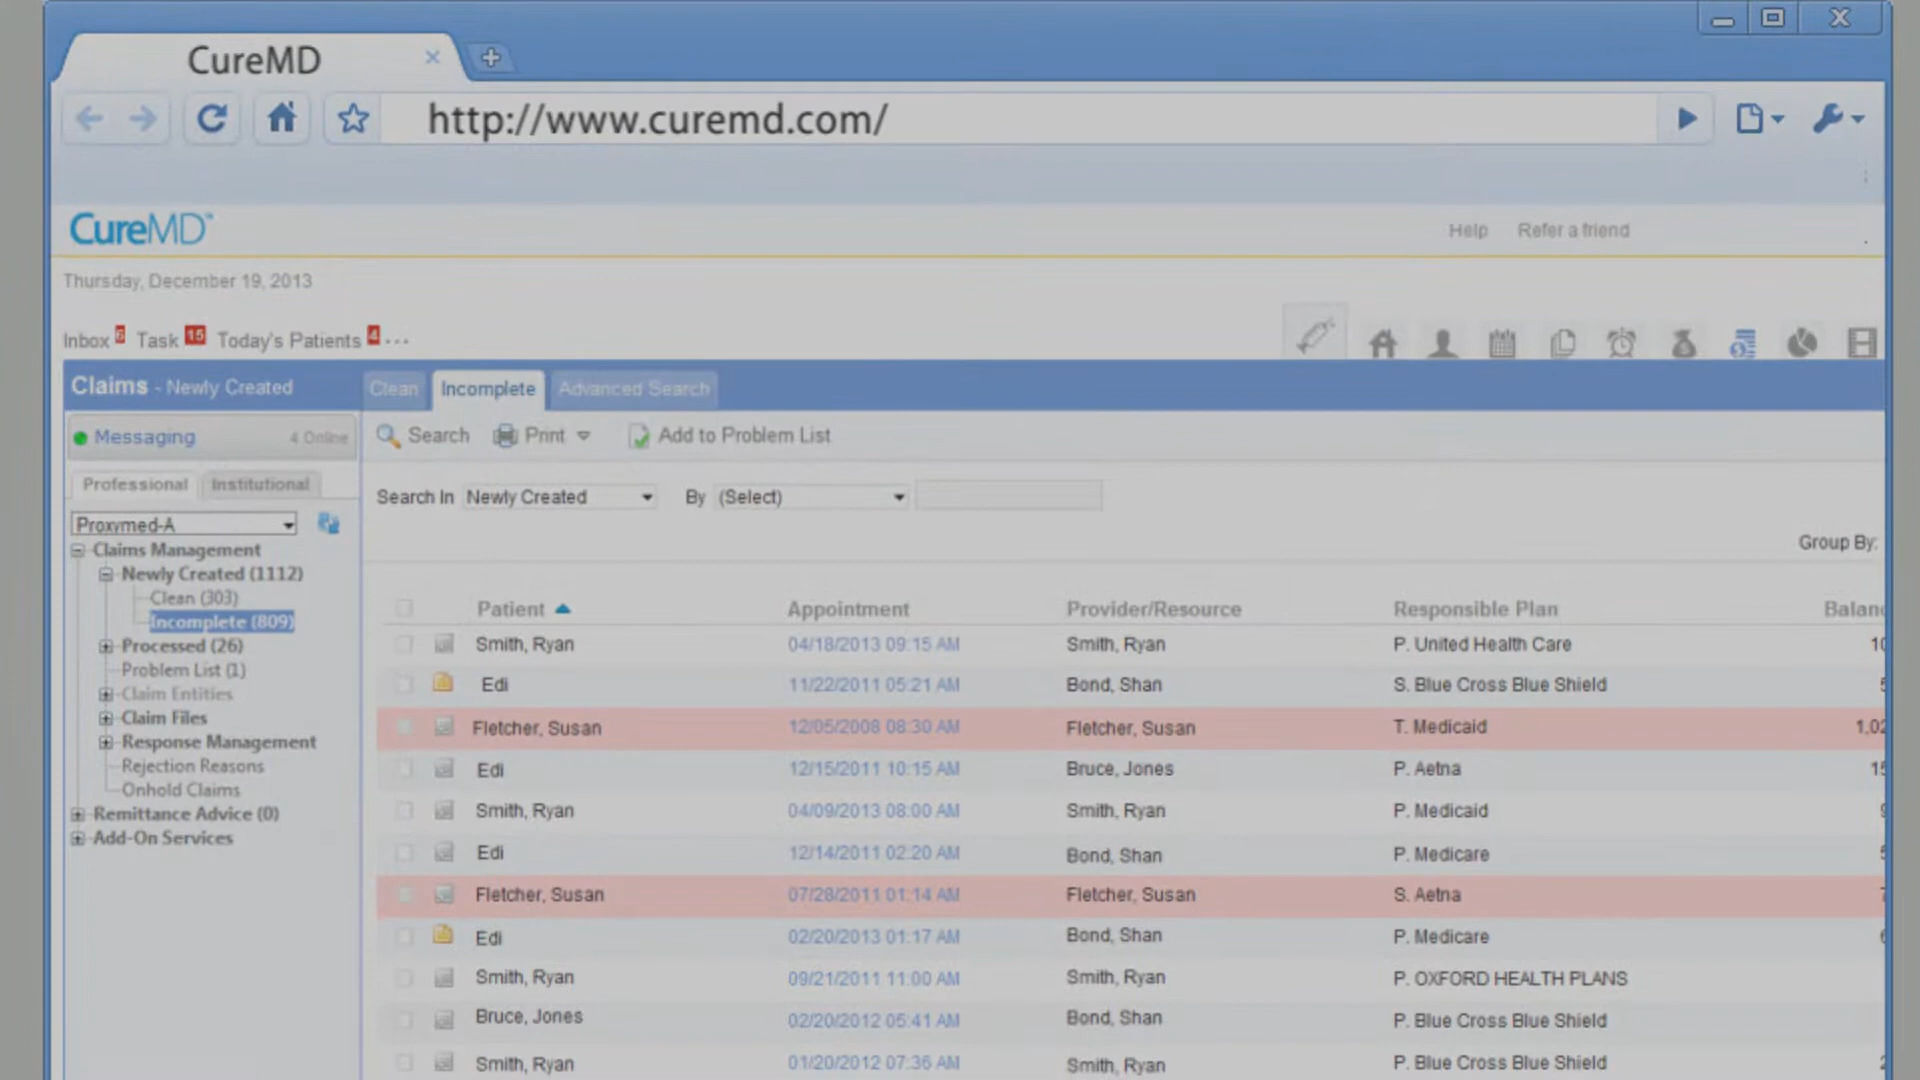 CureMD
http://www.curemd.com/
CureMD™
Help Refer a friend
Thursday, December 19, 2013
Inbox 6 Task 15 Today's Patients 4 ...
Claims - Newly Created Clean Incomplete Advanced Search
Messaging 4 Online
Search Print Add to Problem List
Professional Institutional
Search In Newly Created By (Select)
Proxymed-A
Group By:
Claims Management
Newly Created (1112)
Clean (303)
Incomplete (809)
Processed (26)
Problem List (1)
Claim Entities
Claim Files
Response Management
Rejection Reasons
Onhold Claims
Remittance Advice (0)
Add-On Services
Patient Appointment Provider/Resource Responsible Plan Balan
Smith, Ryan 04/18/2013 09:15 AM Smith, Ryan P. United Health Care 10
Edi 11/22/2011 05:21 AM Bond, Shan S. Blue Cross Blue Shield
Fletcher, Susan 12/05/2008 08:30 AM Fletcher, Susan T. Medicaid 1,02
Edi 12/15/2011 10:15 AM Bruce, Jones P. Aetna 15
Smith, Ryan 04/09/2013 08:00 AM Smith, Ryan P. Medicaid
Edi 12/14/2011 02:20 AM Bond, Shan P. Medicare
Fletcher, Susan 07/28/2011 01:14 AM Fletcher, Susan S. Aetna
Edi 02/20/2013 01:17 AM Bond, Shan P. Medicare
Smith, Ryan 09/21/2011 11:00 AM Smith, Ryan P. OXFORD HEALTH PLANS
Bruce, Jones 02/20/2012 05:41 AM Bond, Shan P. Blue Cross Blue Shield
Smith, Ryan 01/20/2012 07:36 AM Smith, Ryan P. Blue Cross Blue Shield